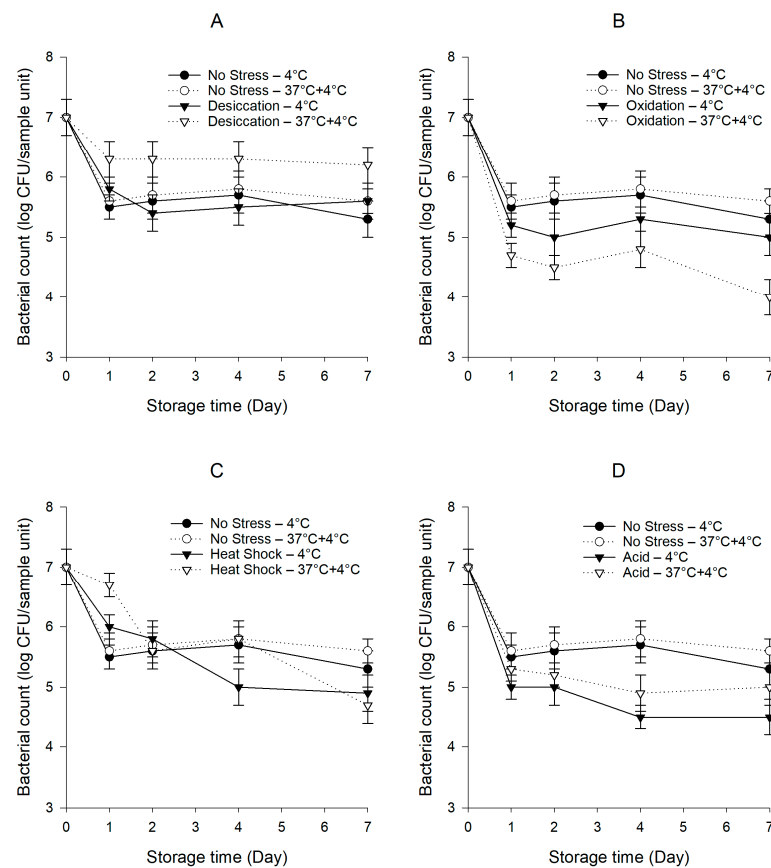 A
Bacterial count (log CFU/sample unit)
8
7
6
5
4
3
No Stress – 4°C
No Stress – 37°C+4°C
Desiccation – 4°C
Desiccation – 37°C+4°C
0 1 2 3 4 5 6 7
Storage time (Day)
B
Bacterial count (log CFU/sample unit)
8
7
6
5
4
3
No Stress – 4°C
No Stress – 37°C+4°C
Oxidation – 4°C
Oxidation – 37°C+4°C
0 1 2 3 4 5 6 7
Storage time (Day)
C
Bacterial count (log CFU/sample unit)
8
7
6
5
4
3
No Stress – 4°C
No Stress – 37°C+4°C
Heat Shock – 4°C
Heat Shock – 37°C+4°C
0 1 2 3 4 5 6 7
Storage time (Day)
D
Bacterial count (log CFU/sample unit)
8
7
6
5
4
3
No Stress – 4°C
No Stress – 37°C+4°C
Acid – 4°C
Acid – 37°C+4°C
0 1 2 3 4 5 6 7
Storage time (Day)